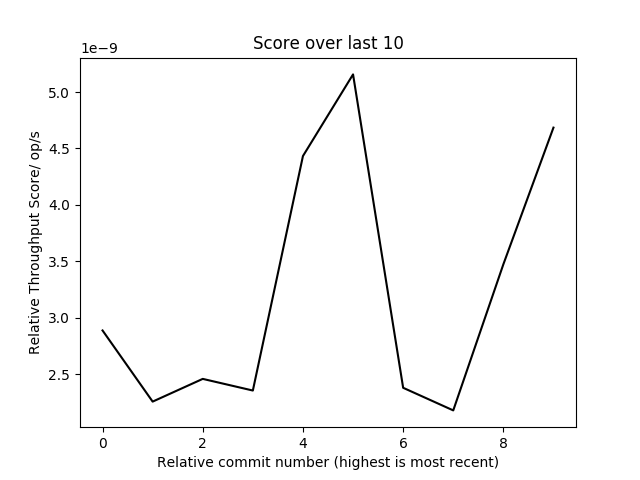 Score over last 10
1e−9
Relative Throughput Score/ op/s
5.0
4.5
4.0
3.5
3.0
2.5
0 2 4 6 8
Relative commit number (highest is most recent)